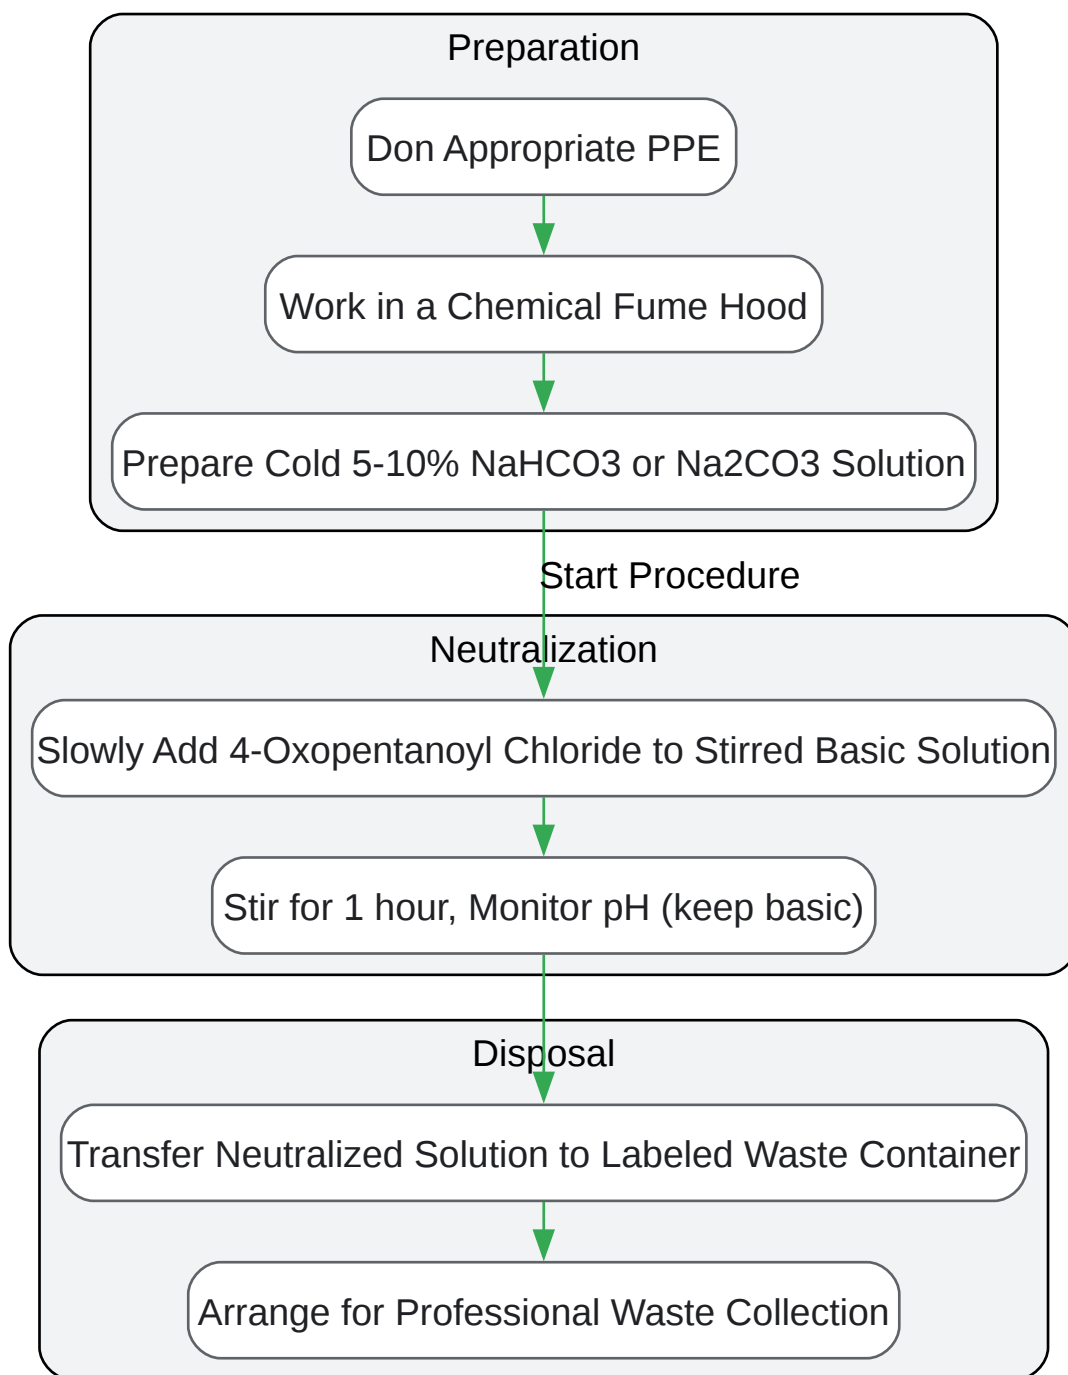 Preparation
Don Appropriate PPE
Work in a Chemical Fume Hood
Prepare Cold 5-10% NaHCO3 or Na2CO3 Solution
Start Procedure
Neutralization
Slowly Add 4-Oxopentanoyl Chloride to Stirred Basic Solution
Stir for 1 hour, Monitor pH (keep basic)
Disposal
Transfer Neutralized Solution to Labeled Waste Container
Arrange for Professional Waste Collection